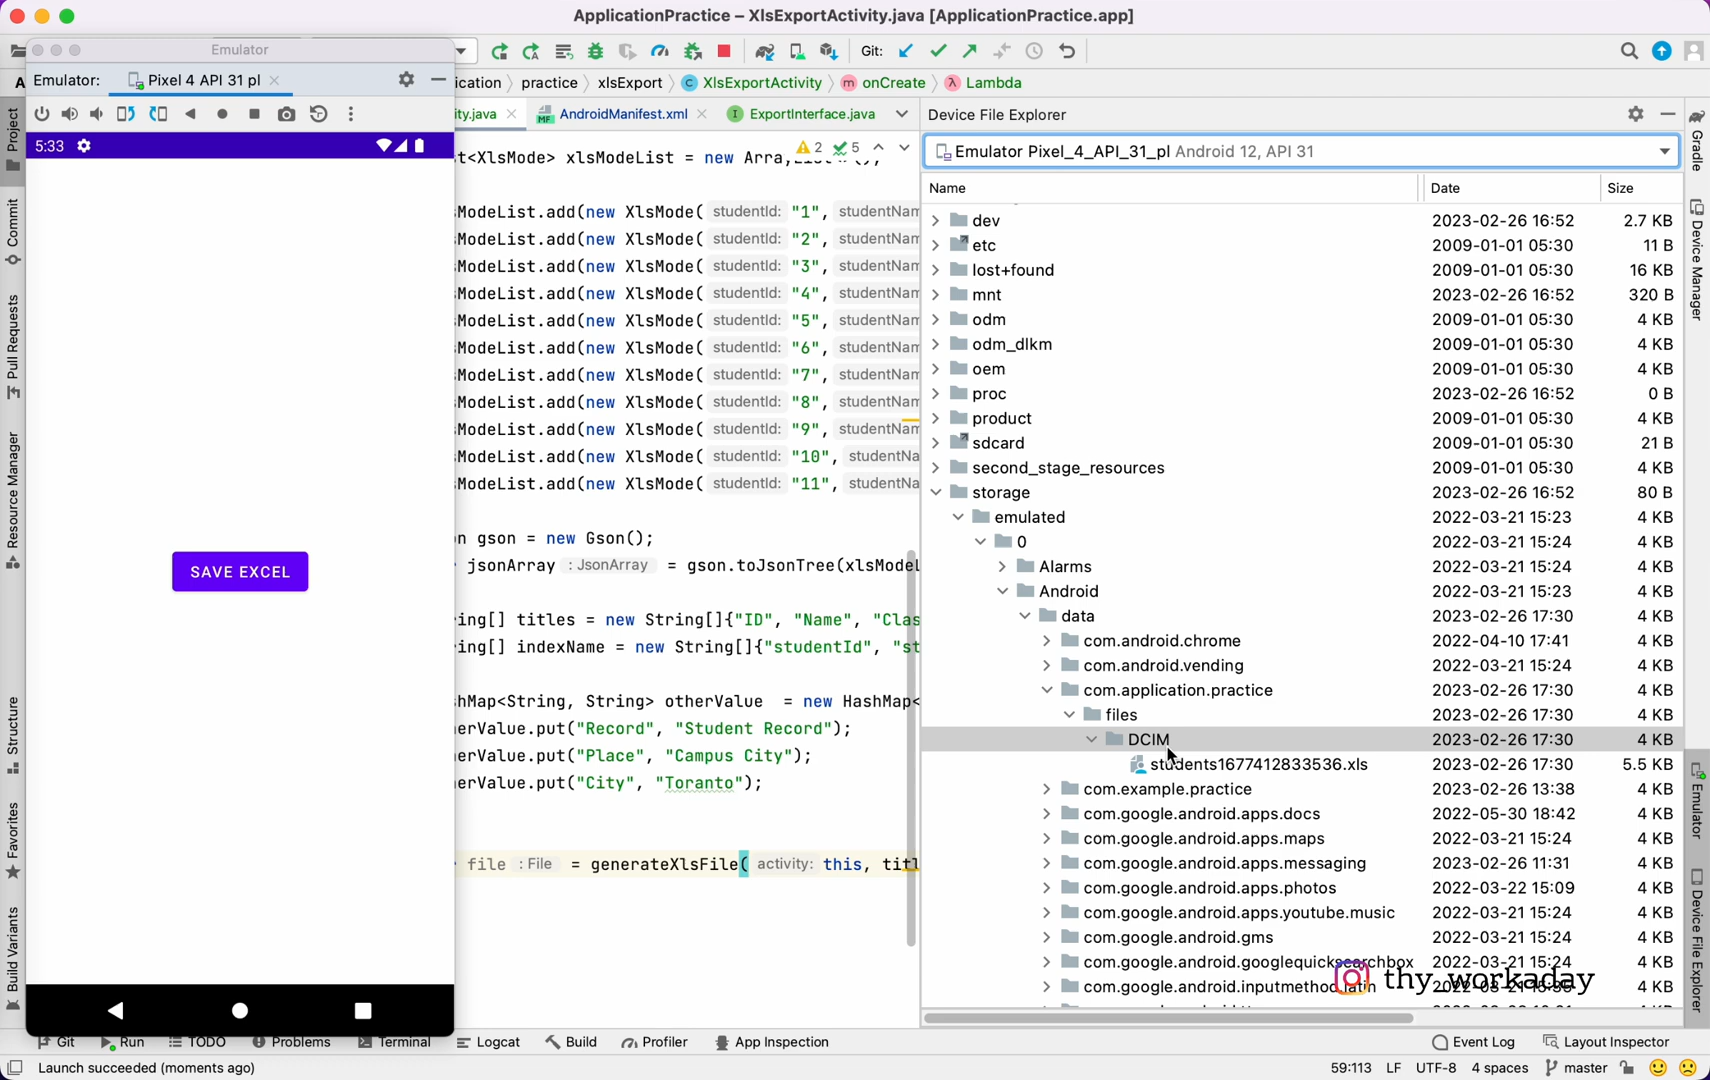 ApplicationPractice – XlsExportActivity.java [ApplicationPractice.app]
Emulator
Git:
Emulator: Pixel 4 API 31 pl
ication practice xlsExport XlsExportActivity onCreate Lambda
ity.java AndroidManifest.xml ExportInterface.java
5:33
SAVE EXCEL
Project
Commit
Pull Requests
Resource Manager
Structure
Favorites
Build Variants
2 5
t<XlsMode> xlsModeList = new
ModeList.add(new XlsMode( studentId: "1", studentNam
ModeList.add(new XlsMode( studentId: "2", studentNam
ModeList.add(new XlsMode( studentId: "3", studentNam
ModeList.add(new XlsMode( studentId: "4", studentNam
ModeList.add(new XlsMode( studentId: "5", studentNam
ModeList.add(new XlsMode( studentId: "6", studentNam
ModeList.add(new XlsMode( studentId: "7", studentNam
ModeList.add(new XlsMode( studentId: "8", studentNam
ModeList.add(new XlsMode( studentId: "9", studentNam
ModeList.add(new XlsMode( studentId: "10", studentNa
ModeList.add(new XlsMode( studentId: "11", studentNa
n gson = new Gson();
jsonArray : JsonArray = gson.toJsonTree(xlsModeL
ing[] titles = new String[]{"ID", "Name", "Clas
ing[] indexName = new String[]{"studentId", "st
hMap<String, String> otherValue = new HashMap<
erValue.put("Record", "Student Record");
erValue.put("Place", "Campus City");
erValue.put("City", "Toranto");
file : File = generateXlsFile( activity: this, titl
Device File Explorer
Emulator Pixel_4_API_31_pl Android 12, API 31
Name Date Size
dev 2023-02-26 16:52 2.7 KB
etc 2009-01-01 05:30 11 B
lost+found 2009-01-01 05:30 16 KB
mnt 2023-02-26 16:52 320 B
odm 2009-01-01 05:30 4 KB
odm_dlkm 2009-01-01 05:30 4 KB
oem 2009-01-01 05:30 4 KB
proc 2023-02-26 16:52 0 B
product 2009-01-01 05:30 4 KB
sdcard 2009-01-01 05:30 21 B
second_stage_resources 2009-01-01 05:30 4 KB
storage 2023-02-26 16:52 80 B
emulated 2022-03-21 15:23 4 KB
0 2022-03-21 15:24 4 KB
Alarms 2022-03-21 15:24 4 KB
Android 2022-03-21 15:23 4 KB
data 2023-02-26 17:30 4 KB
com.android.chrome 2022-04-10 17:41 4 KB
com.android.vending 2022-03-21 15:24 4 KB
com.application.practice 2023-02-26 17:30 4 KB
files 2023-02-26 17:30 4 KB
DCIM 2023-02-26 17:30 4 KB
students1677412833536.xls 2023-02-26 17:30 5.5 KB
com.example.practice 2023-02-26 13:38 4 KB
com.google.android.apps.docs 2022-05-30 18:42 4 KB
com.google.android.apps.maps 2022-03-21 15:24 4 KB
com.google.android.apps.messaging 2023-02-26 11:31 4 KB
com.google.android.apps.photos 2022-03-22 15:09 4 KB
com.google.android.apps.youtube.music 2022-03-21 15:24 4 KB
com.google.android.gms 2022-03-21 15:24 4 KB
com.google.android.googlequicksearchbox 2022-03-21 15:24 4 KB
com.google.android.inputmethod.latin 4 KB
thy_workaday
Gradle
Device Manager
Emulator
Device File Explorer
Git Run TODO Problems Terminal Logcat Build Profiler App Inspection Event Log Layout Inspector
Launch succeeded (moments ago) 59:113 LF UTF-8 4 spaces master